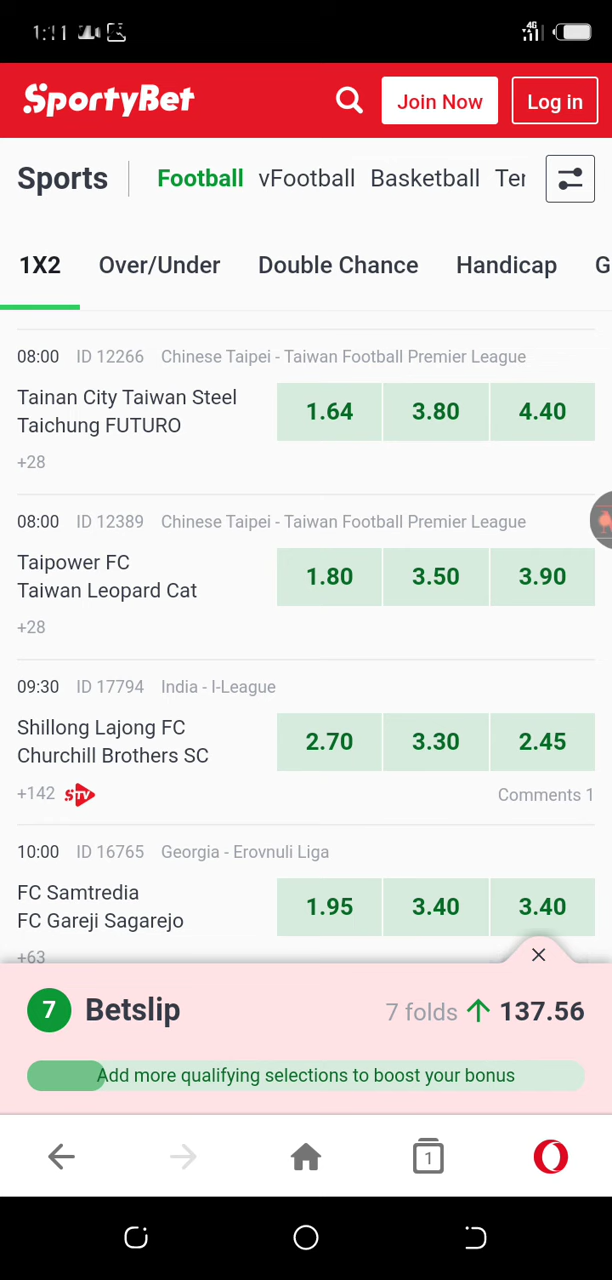 1:11 4G
SportyBet Join Now Log in
Sports Football vFootball Basketball Ter
1X2 Over/Under Double Chance Handicap G
08:00 ID 12266 Chinese Taipei - Taiwan Football Premier League
Tainan City Taiwan Steel
Taichung FUTURO
1.64 3.80 4.40
+28
08:00 ID 12389 Chinese Taipei - Taiwan Football Premier League
Taipower FC
Taiwan Leopard Cat
1.80 3.50 3.90
+28
09:30 ID 17794 India - I-League
Shillong Lajong FC
Churchill Brothers SC
2.70 3.30 2.45
+142 STV Comments 1
10:00 ID 16765 Georgia - Erovnuli Liga
FC Samtredia
FC Gareji Sagarejo
1.95 3.40 3.40
+63
7 Betslip 7 folds 137.56
Add more qualifying selections to boost your bonus
1